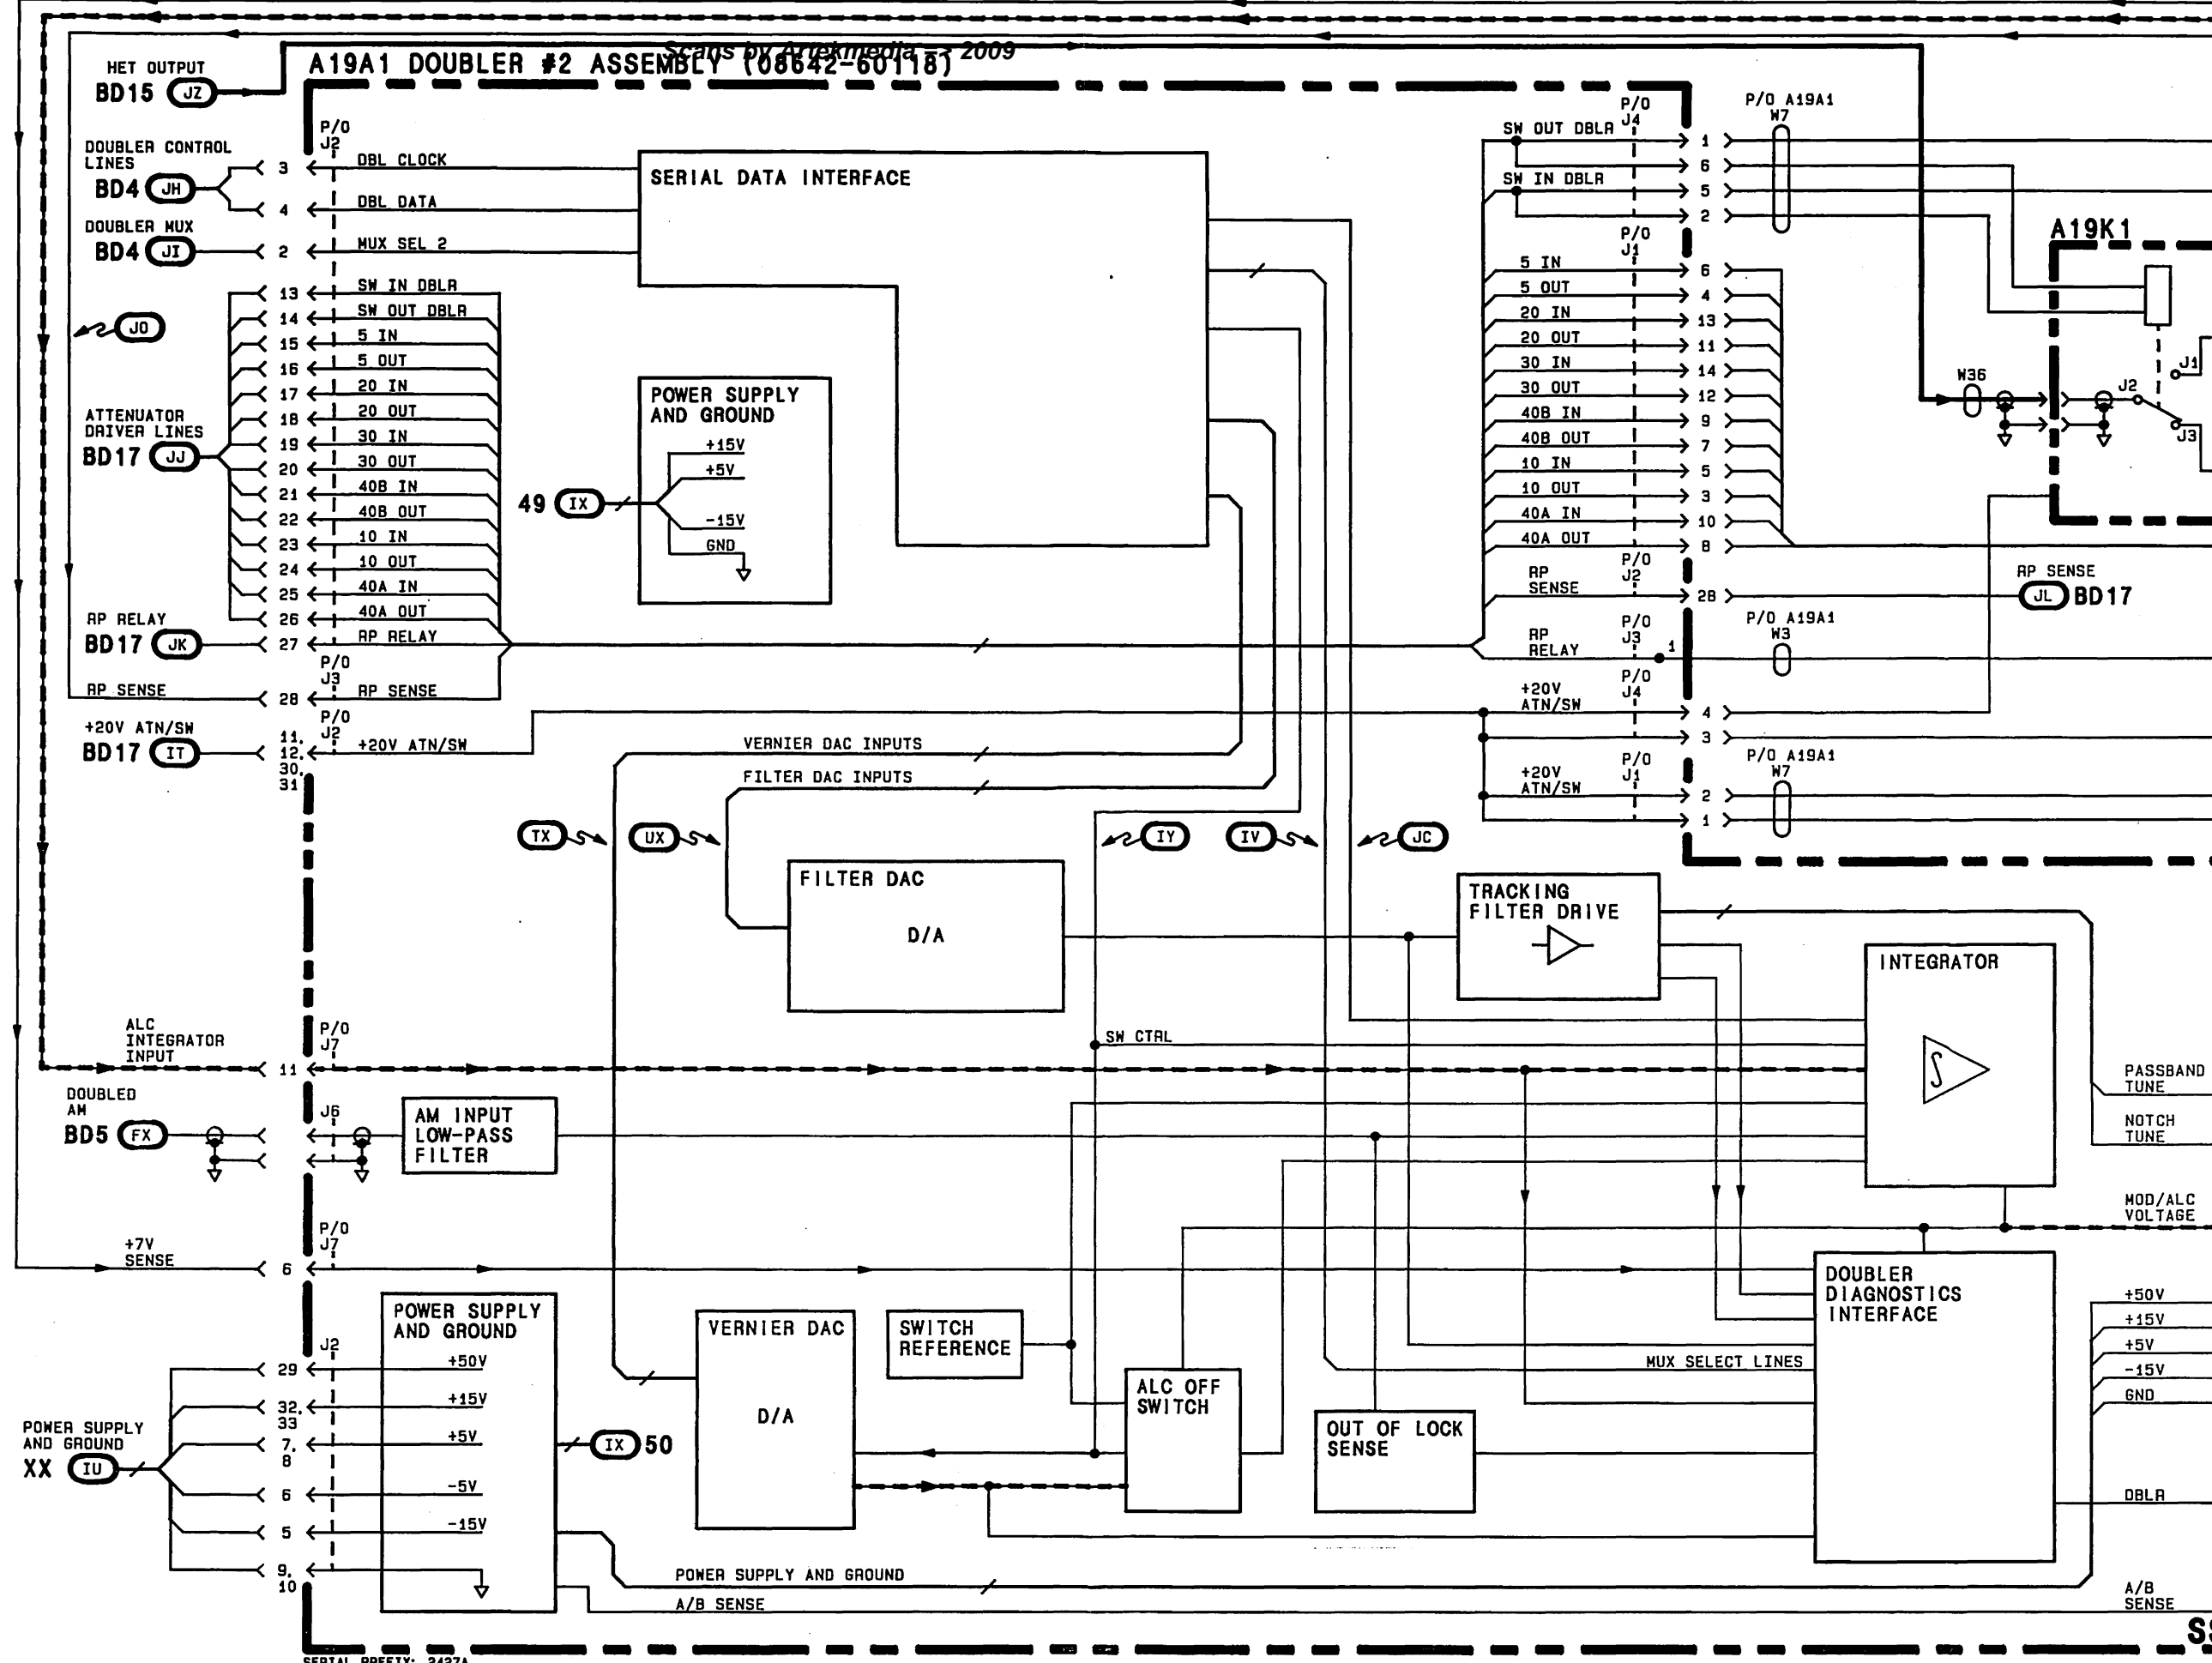 Scans by Artekmedia => 2009
A19A1 DOUBLER #2 ASSEMBLY (08642-60118)
HET OUTPUT
BD15 JZ
DOUBLER CONTROL
LINES
BD4 JH
DOUBLER MUX
BD4 JI
JO
ATTENUATOR
DRIVER LINES
BD17 JJ
RP RELAY
BD17 JK
RP SENSE
+20V ATN/SW
BD17 IT
P/O
J2
3 DBL CLOCK
4 DBL DATA
2 MUX SEL 2
13 SW IN DBLR
14 SW OUT DBLR
15 5 IN
16 5 OUT
17 20 IN
18 20 OUT
19 30 IN
20 30 OUT
21 40B IN
22 40B OUT
23 10 IN
24 10 OUT
25 40A IN
26 40A OUT
27 RP RELAY
P/O
J3
28 RP SENSE
P/O
J2
11,
12, +20V ATN/SW
30,
31
SERIAL DATA INTERFACE
POWER SUPPLY
AND GROUND
+15V
+5V
49 IX
-15V
GND
P/O
J4
SW OUT DBLR 1
6
SW IN DBLR 5
2
P/O
J1
5 IN 6
5 OUT 4
20 IN 13
20 OUT 11
30 IN 14
30 OUT 12
40B IN 9
40B OUT 7
10 IN 5
10 OUT 3
40A IN 10
40A OUT 8
P/O
J2
RP
SENSE 28
P/O
J3
RP
RELAY 1
P/O
J4
+20V
ATN/SW 4
3
P/O
J1
+20V
ATN/SW 2
1
P/O A19A1
W7
A19K1
W36
J2
J1
J3
RP SENSE
JL BD17
P/O A19A1
W3
P/O A19A1
W7
VERNIER DAC INPUTS
FILTER DAC INPUTS
TX
UX
IY
IV
JC
FILTER DAC
D/A
TRACKING
FILTER DRIVE
INTEGRATOR
∫
ALC
INTEGRATOR
INPUT
11
P/O
J7
SW CTRL
DOUBLED
AM
BD5 FX
J6
AM INPUT
LOW-PASS
FILTER
PASSBAND
TUNE
NOTCH
TUNE
MOD/ALC
VOLTAGE
+7V
SENSE
6
P/O
J7
DOUBLER
DIAGNOSTICS
INTERFACE
MUX SELECT LINES
POWER SUPPLY
AND GROUND
XX IU
J2
29 +50V
32, +15V
33
7, +5V
8
6 -5V
5 -15V
9,
10
POWER SUPPLY
AND GROUND
IX 50
VERNIER DAC
D/A
SWITCH
REFERENCE
ALC OFF
SWITCH
OUT OF LOCK
SENSE
+50V
+15V
+5V
-15V
GND
DBLR
POWER SUPPLY AND GROUND
A/B SENSE
A/B
SENSE
SERIAL PREFIX: 2427A